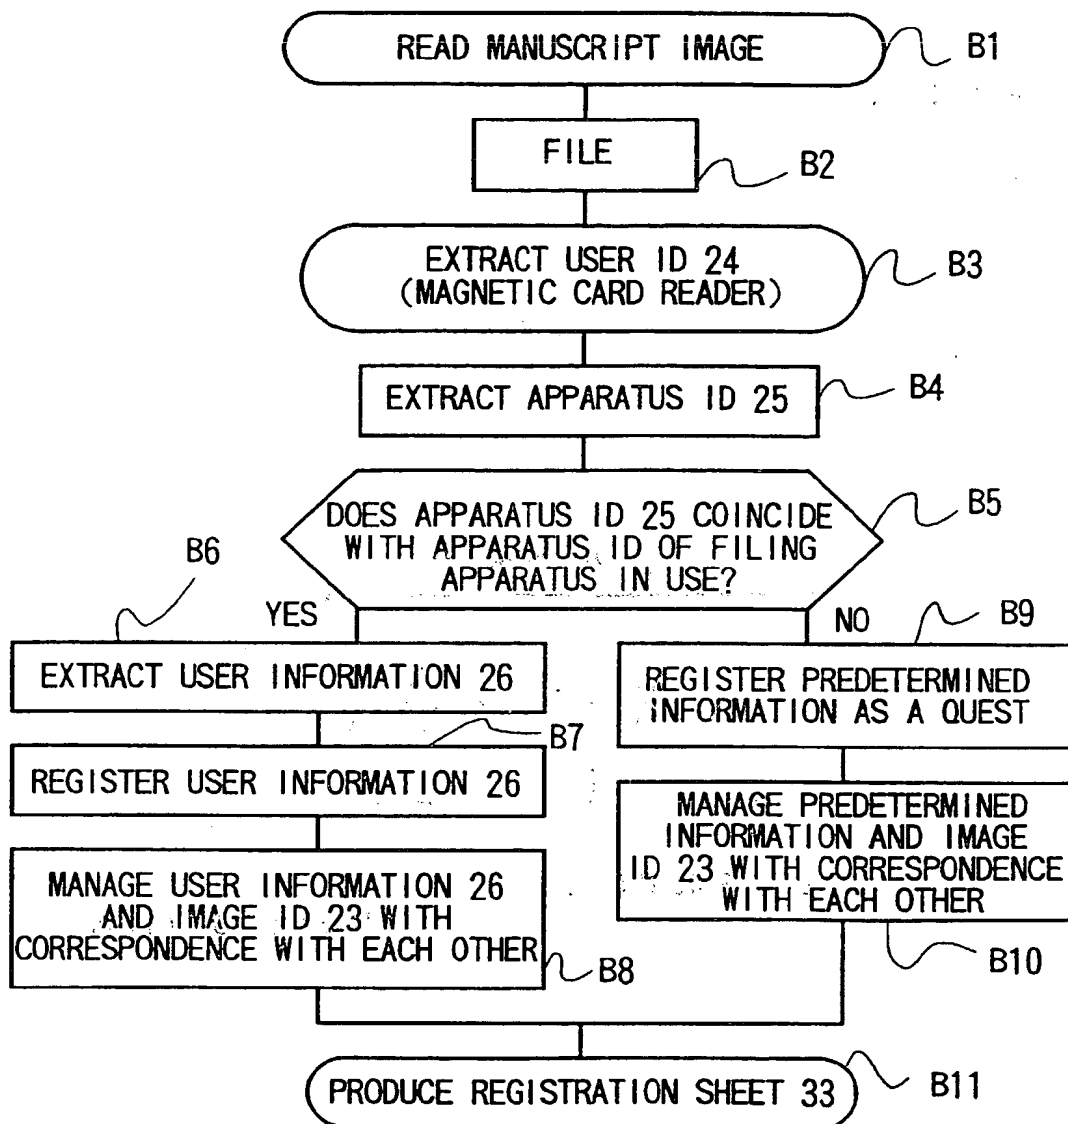 READ MANUSCRIPT IMAGE
B1
FILE
B2
EXTRACT USER ID 24
(MAGNETIC CARD READER)
B3
EXTRACT APPARATUS ID 25
B4
DOES APPARATUS ID 25 COINCIDE
WITH APPARATUS ID OF FILING
APPARATUS IN USE?
B5
YES
NO
B6
EXTRACT USER INFORMATION 26
B7
REGISTER USER INFORMATION 26
MANAGE USER INFORMATION 26
AND IMAGE ID 23 WITH
CORRESPONDENCE WITH EACH OTHER
B8
B9
REGISTER PREDETERMINED
INFORMATION AS A QUEST
MANAGE PREDETERMINED
INFORMATION AND IMAGE
ID 23 WITH CORRESPONDENCE
WITH EACH OTHER
B10
PRODUCE REGISTRATION SHEET 33
B11